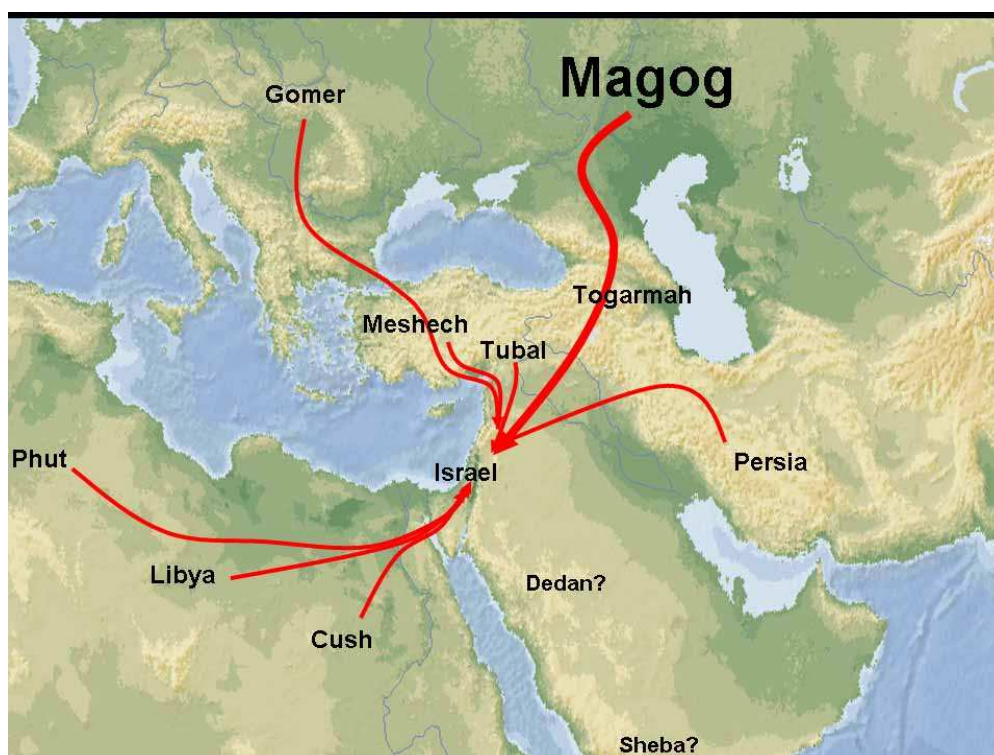 Magog
Gomer
Togarmah
Meshech
Tubal
Phut
Israel
Persia
Libya
Dedan?
Cush
Sheba?